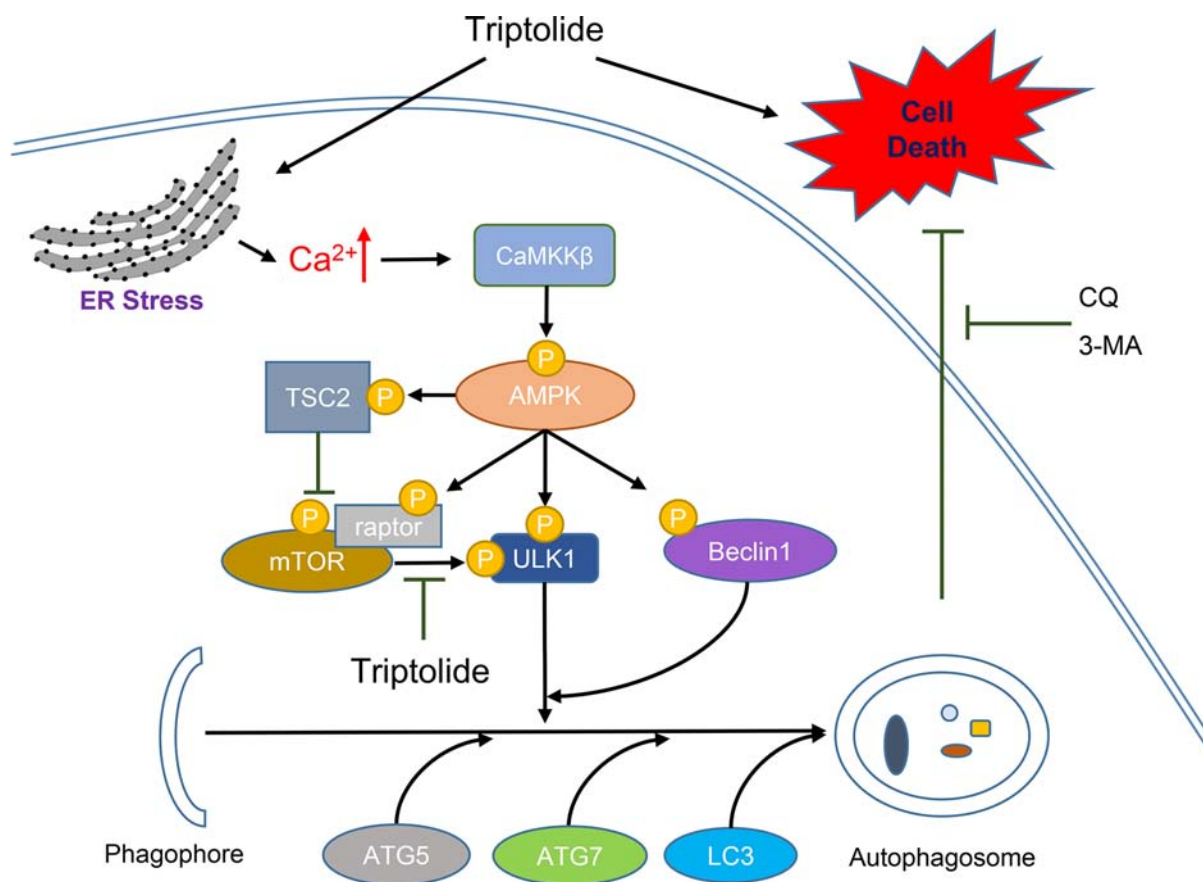 Triptolide
Cell
Death
Ca²⁺
CaMKKβ
ER Stress
CQ
3-MA
P
TSC2
P
AMPK
P
raptor
P
mTOR
P
P
ULK1
P
Beclin1
Triptolide
Phagophore
ATG5
ATG7
LC3
Autophagosome